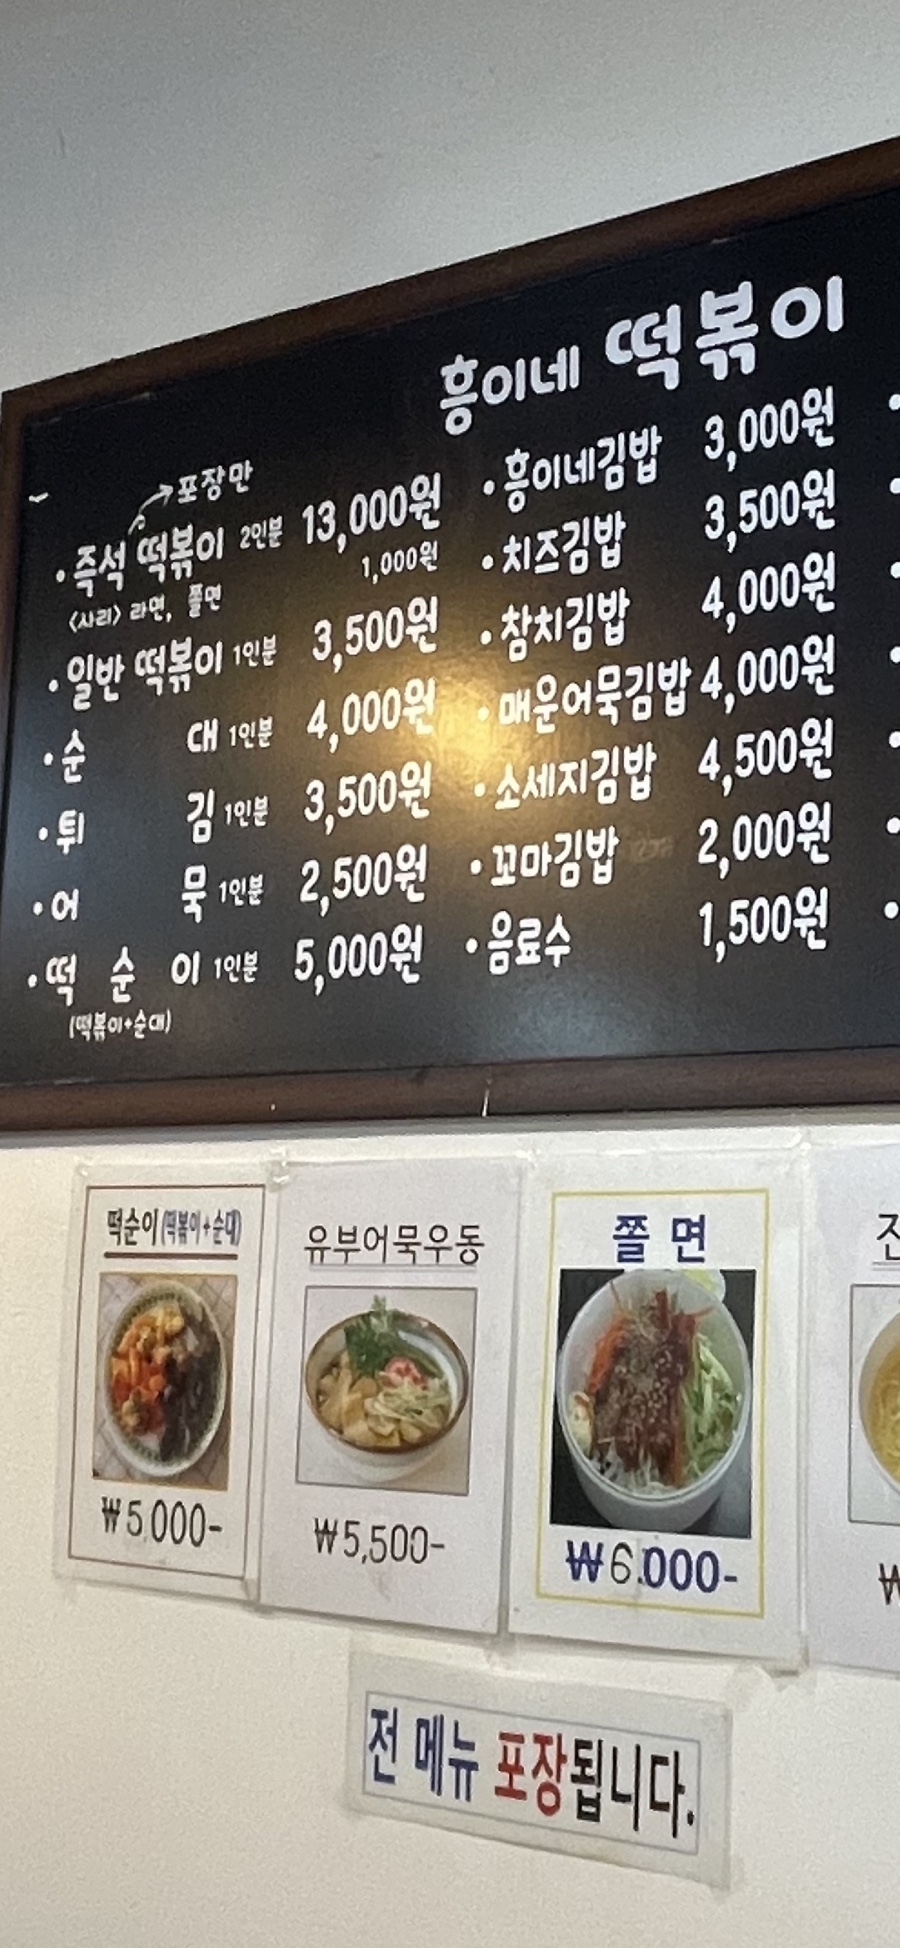 흥이네 떡볶이
포장만
· 즉석 떡볶이 2인분 13,000원
<사리> 라면, 쫄면 1,000원
· 일반 떡볶이 1인분 3,500원
· 순 대 1인분 4,000원
· 튀 김 1인분 3,500원
· 어 묵 1인분 2,500원
· 떡 순 이 1인분 5,000원
(떡볶이+순대)
· 흥이네김밥 3,000원
· 치즈김밥 3,500원
· 참치김밥 4,000원
· 매운어묵김밥 4,000원
· 소세지김밥 4,500원
· 꼬마김밥 2,000원
· 음료수 1,500원
떡순이(떡볶이+순대)
₩5,000-
유부어묵우동
₩5,500-
쫄 면
₩6,000-
전 메뉴 포장됩니다.